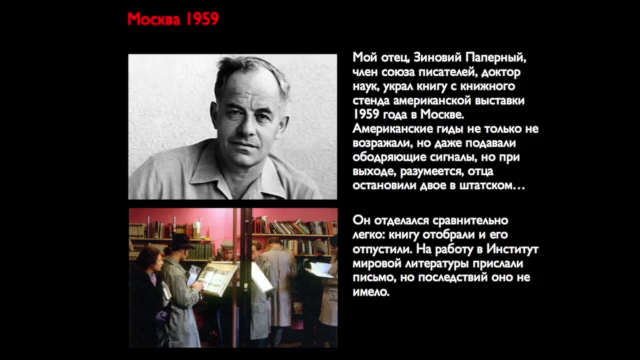 Москва 1959
Мой отец, Зиновий Паперный,
член союза писателей, доктор
наук, украл книгу с книжного
стенда американской выставки
1959 года в Москве.
Американские гиды не только не
возражали, но даже подавали
ободряющие сигналы, но при
выходе, разумеется, отца
остановили двое в штатском…
Он отделался сравнительно
легко: книгу отобрали и его
отпустили. На работу в Институт
мировой литературы прислали
письмо, но последствий оно не
имело.